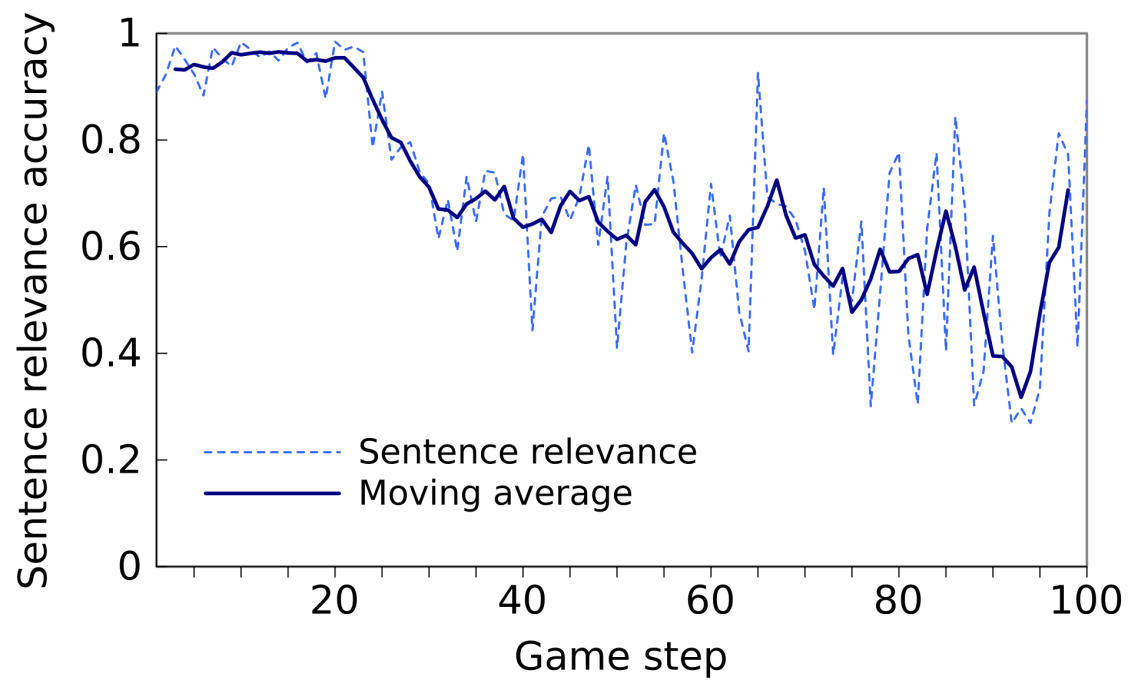 Sentence relevance accuracy
1
0.8
0.6
0.4
0.2
0
Sentence relevance
Moving average
20 40 60 80 100
Game step